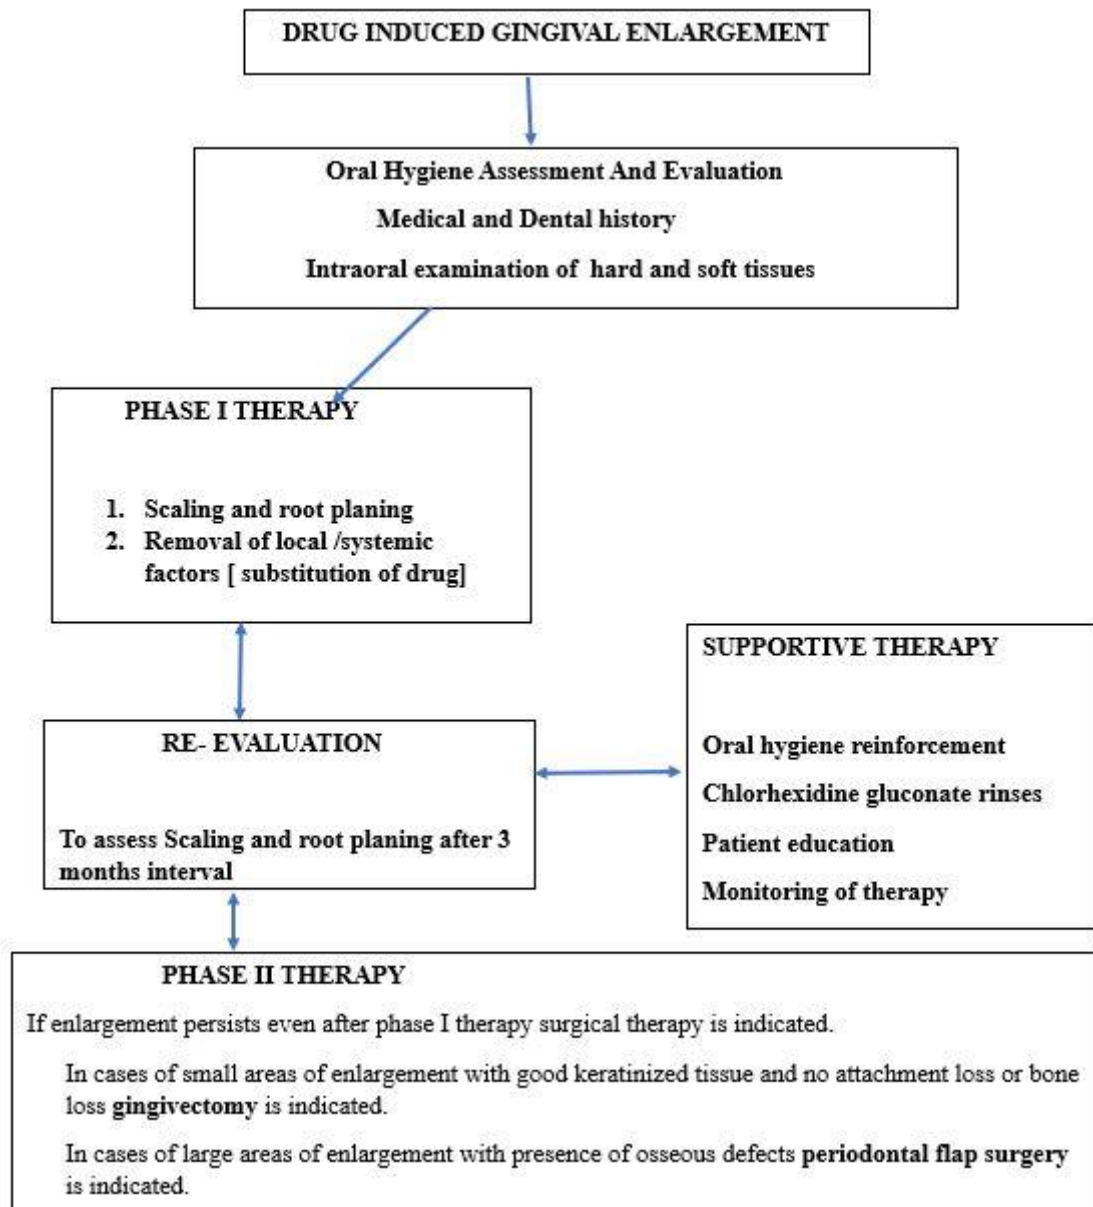 DRUG INDUCED GINGIVAL ENLARGEMENT
Oral Hygiene Assessment And Evaluation
Medical and Dental history
Intraoral examination of hard and soft tissues
PHASE I THERAPY
1. Scaling and root planing
2. Removal of local /systemic
factors [ substitution of drug]
RE- EVALUATION
To assess Scaling and root planing after 3
months interval
SUPPORTIVE THERAPY
Oral hygiene reinforcement
Chlorhexidine gluconate rinses
Patient education
Monitoring of therapy
PHASE II THERAPY
If enlargement persists even after phase I therapy surgical therapy is indicated.
In cases of small areas of enlargement with good keratinized tissue and no attachment loss or bone
loss gingivectomy is indicated.
In cases of large areas of enlargement with presence of osseous defects periodontal flap surgery
is indicated.